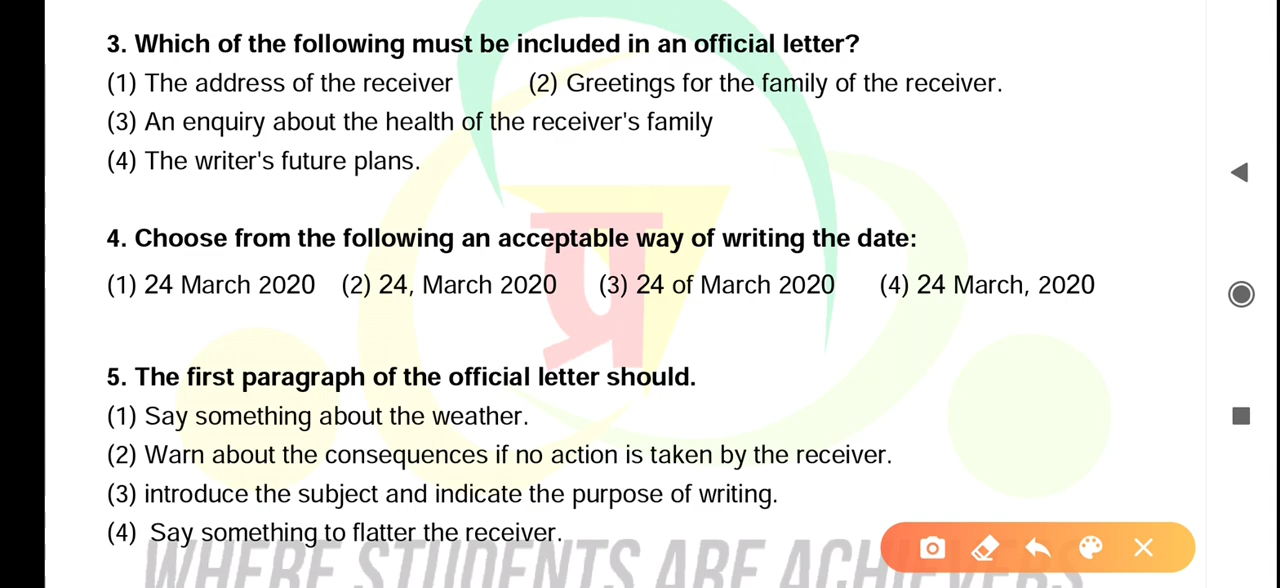 3. Which of the following must be included in an official letter?
(1) The address of the receiver (2) Greetings for the family of the receiver.
(3) An enquiry about the health of the receiver's family
(4) The writer's future plans.
4. Choose from the following an acceptable way of writing the date:
(1) 24 March 2020 (2) 24, March 2020 (3) 24 of March 2020 (4) 24 March, 2020
प्र
5. The first paragraph of the official letter should.
(1) Say something about the weather.
(2) Warn about the consequences if no action is taken by the receiver.
(3) introduce the subject and indicate the purpose of writing.
(4) Say something to flatter the receiver.
WHERE STUDENTS ARE ACHIEVERS